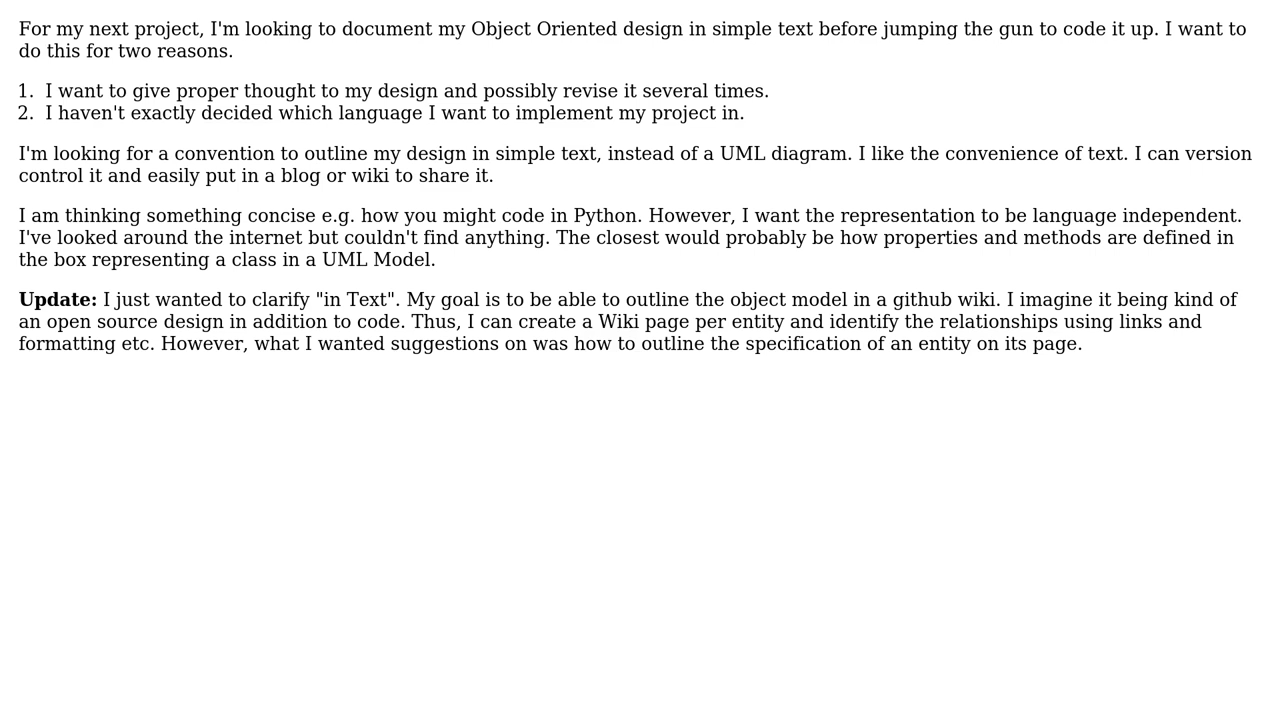 For my next project, I'm looking to document my Object Oriented design in simple text before jumping the gun to code it up. I want to
do this for two reasons.
1. I want to give proper thought to my design and possibly revise it several times.
2. I haven't exactly decided which language I want to implement my project in.
I'm looking for a convention to outline my design in simple text, instead of a UML diagram. I like the convenience of text. I can version
control it and easily put in a blog or wiki to share it.
I am thinking something concise e.g. how you might code in Python. However, I want the representation to be language independent.
I've looked around the internet but couldn't find anything. The closest would probably be how properties and methods are defined in
the box representing a class in a UML Model.
Update: I just wanted to clarify "in Text". My goal is to be able to outline the object model in a github wiki. I imagine it being kind of
an open source design in addition to code. Thus, I can create a Wiki page per entity and identify the relationships using links and
formatting etc. However, what I wanted suggestions on was how to outline the specification of an entity on its page.